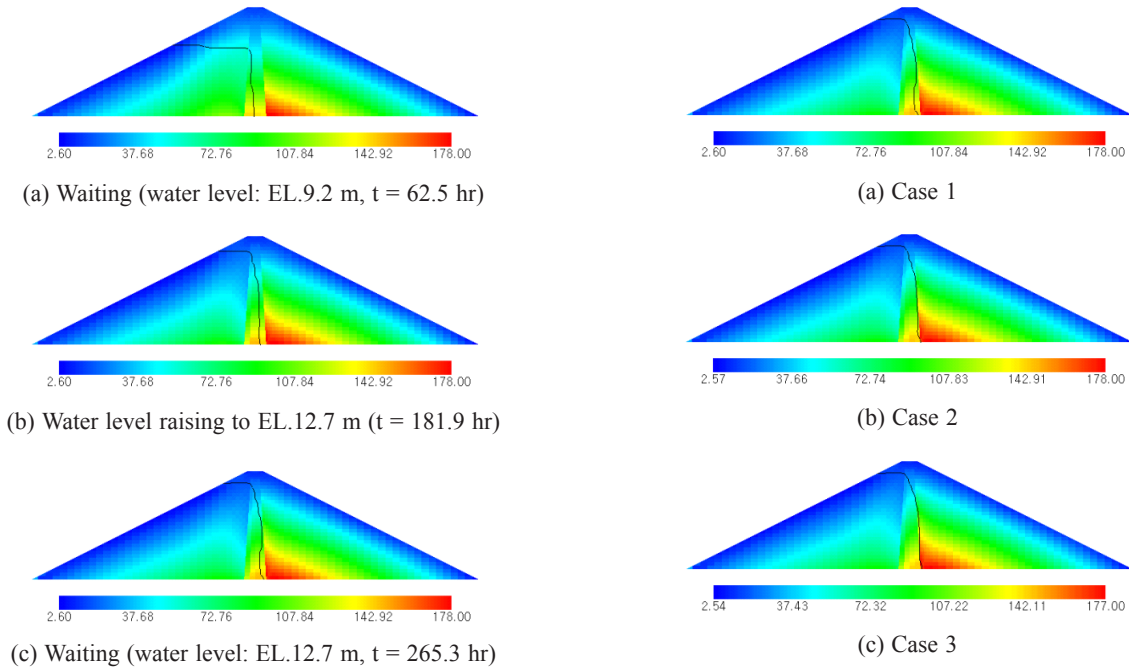 2.60 37.68 72.76 107.84 142.92 178.00
(a) Waiting (water level: EL.9.2 m, t = 62.5 hr)
2.60 37.68 72.76 107.84 142.92 178.00
(b) Water level raising to EL.12.7 m (t = 181.9 hr)
2.60 37.68 72.76 107.84 142.92 178.00
(c) Waiting (water level: EL.12.7 m, t = 265.3 hr)
2.60 37.68 72.76 107.84 142.92 178.00
(a) Case 1
2.57 37.66 72.74 107.83 142.91 178.00
(b) Case 2
2.54 37.43 72.32 107.22 142.11 177.00
(c) Case 3